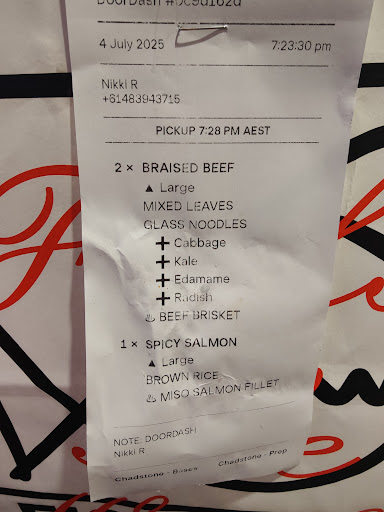 DoorDash #0c9d162d
4 July 2025 7:23:30 pm
Nikki R
+61483943715
PICKUP 7:28 PM AEST
2 × BRAISED BEEF
▲ Large
MIXED LEAVES
GLASS NOODLES
+ Cabbage
+ Kale
+ Edamame
+ Radish
♨ BEEF BRISKET
1 × SPICY SALMON
▲ Large
BROWN RICE
♨ MISO SALMON FILLET
NOTE: DOORDASH
Nikki R
Chadstone - Bases Chadstone - Prep